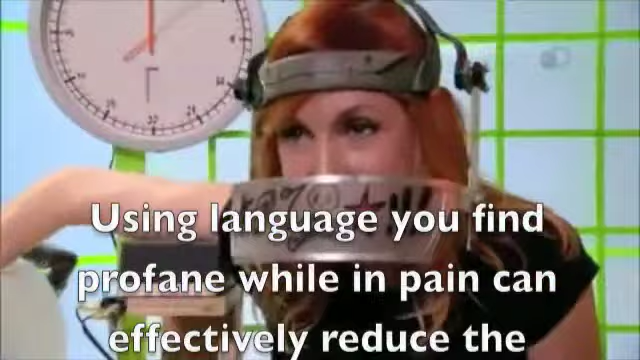 Using language you find
profane while in pain can
effectively reduce the